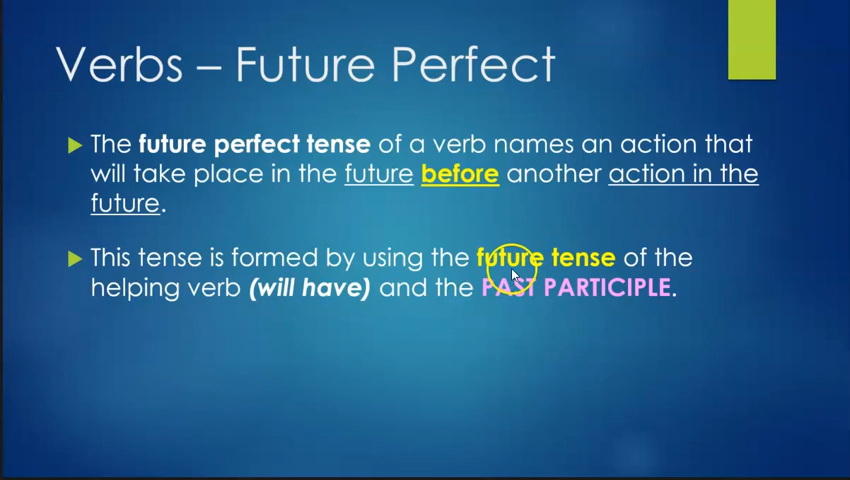 Verbs – Future Perfect
The future perfect tense of a verb names an action that
will take place in the future before another action in the
future.
This tense is formed by using the future tense of the
helping verb (will have) and the PAST PARTICIPLE.